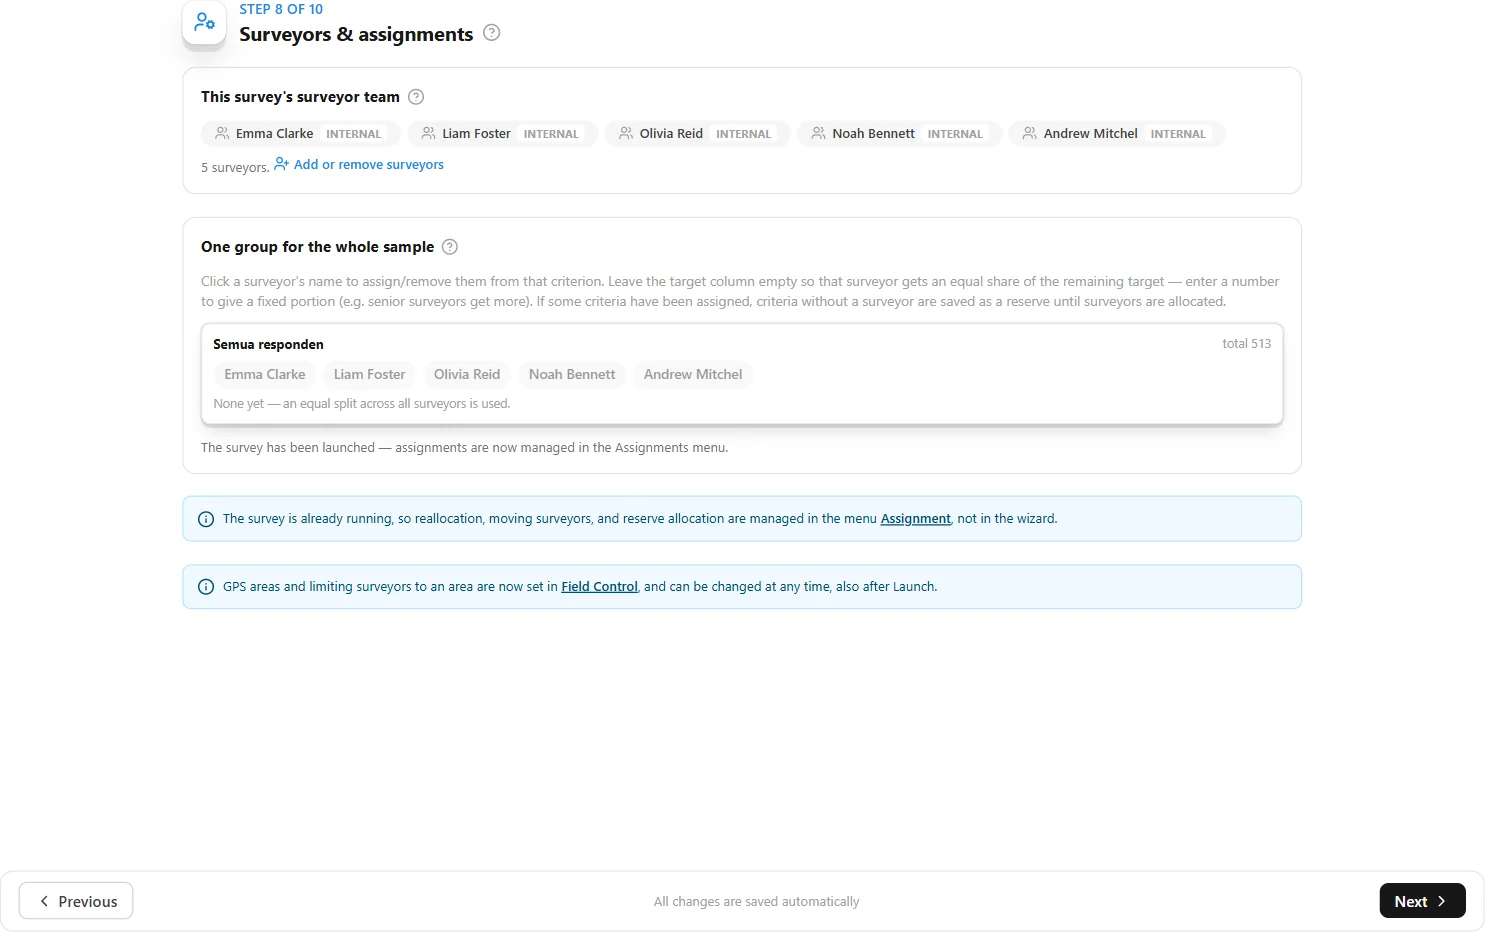 STEP 8 OF 10
Surveyors & assignments
This survey's surveyor team
Emma Clarke INTERNAL Liam Foster INTERNAL Olivia Reid INTERNAL Noah Bennett INTERNAL Andrew Mitchel INTERNAL
5 surveyors. Add or remove surveyors
One group for the whole sample
Click a surveyor's name to assign/remove them from that criterion. Leave the target column empty so that surveyor gets an equal share of the remaining target — enter a number
to give a fixed portion (e.g. senior surveyors get more). If some criteria have been assigned, criteria without a surveyor are saved as a reserve until surveyors are allocated.
Semua responden total 513
Emma Clarke Liam Foster Olivia Reid Noah Bennett Andrew Mitchel
None yet — an equal split across all surveyors is used.
The survey has been launched — assignments are now managed in the Assignments menu.
The survey is already running, so reallocation, moving surveyors, and reserve allocation are managed in the menu Assignment, not in the wizard.
GPS areas and limiting surveyors to an area are now set in Field Control, and can be changed at any time, also after Launch.
Previous All changes are saved automatically Next